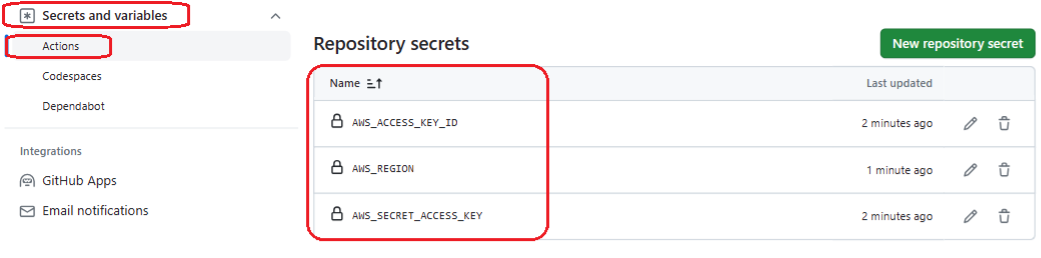 Secrets and variables
Actions
Codespaces
Dependabot
Integrations
GitHub Apps
Email notifications
Repository secrets
New repository secret
Name
Last updated
AWS_ACCESS_KEY_ID
2 minutes ago
AWS_REGION
1 minute ago
AWS_SECRET_ACCESS_KEY
2 minutes ago